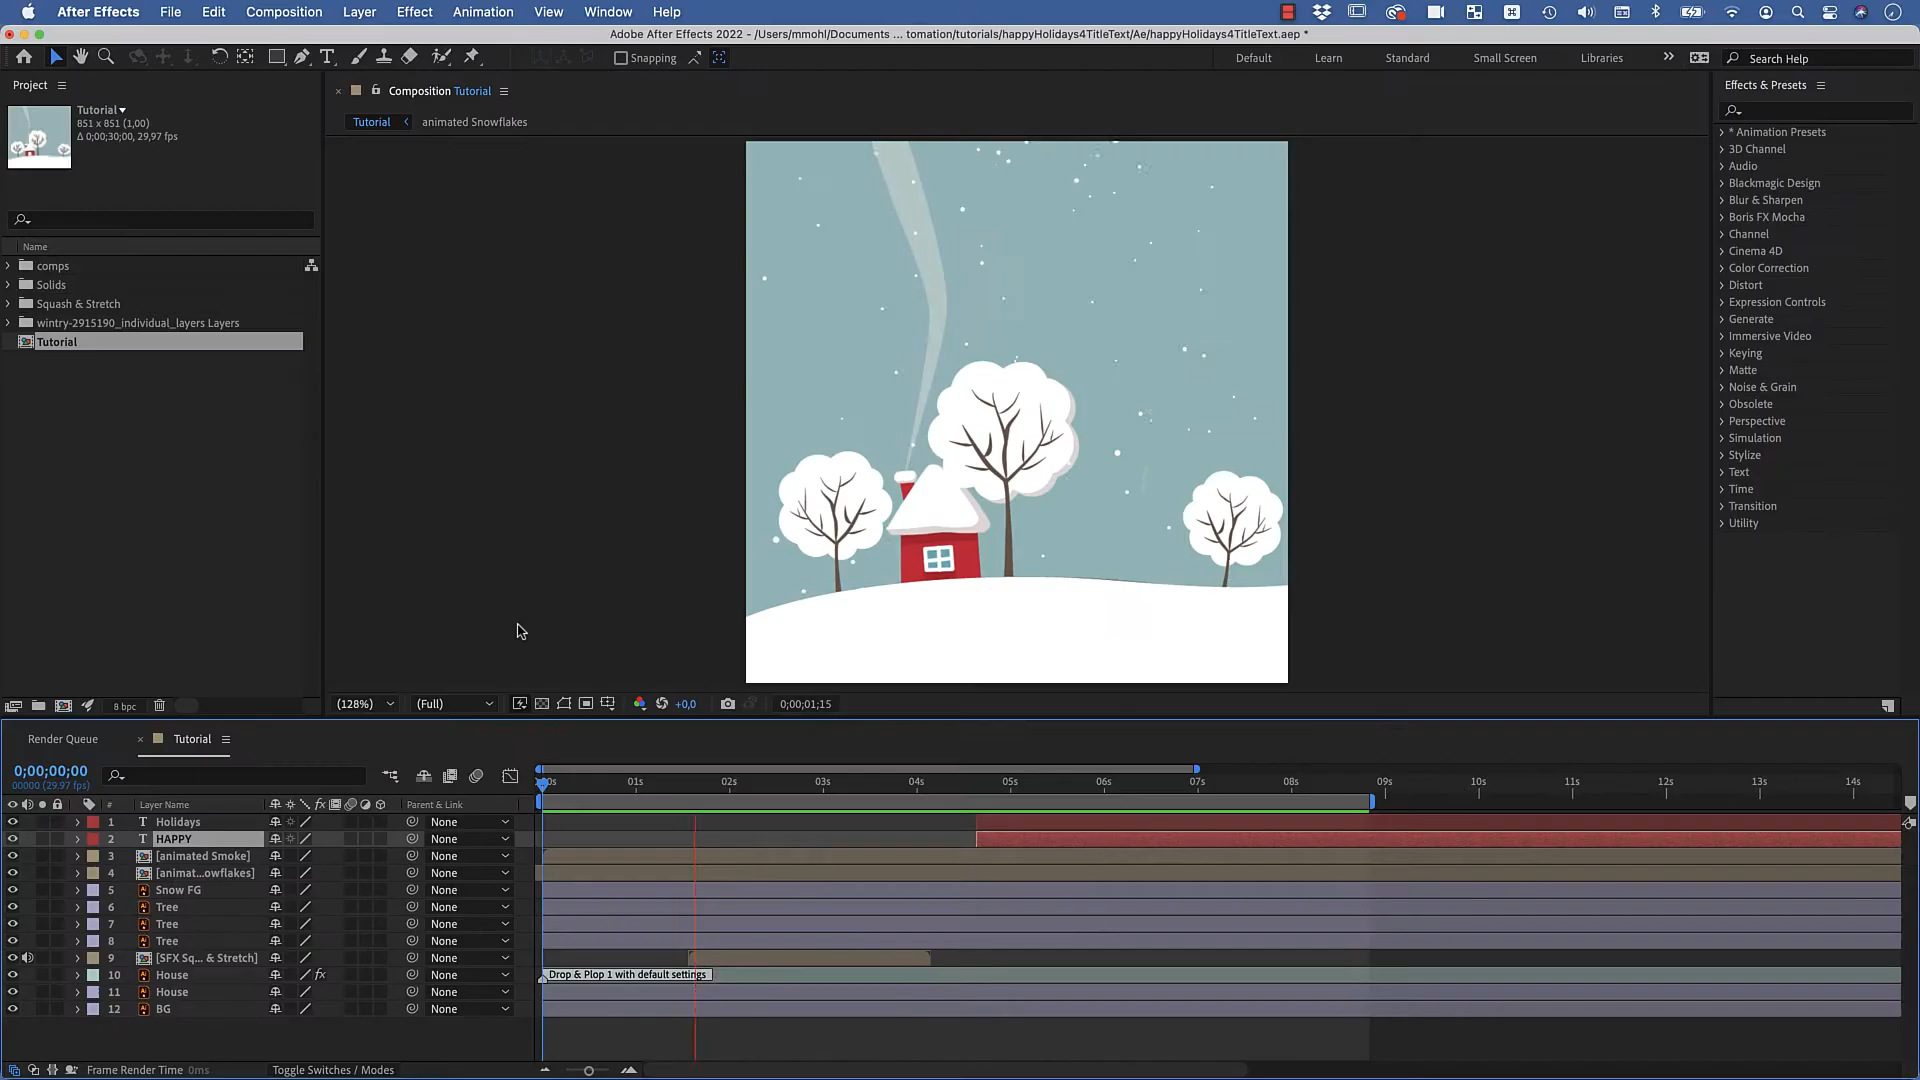 After Effects File Edit Composition Layer Effect Animation View Window Help
Adobe After Effects 2022 - /Users/mmohl/Documents ... tomation/tutorials/happyHolidays4TitleText/Ae/happyHolidays4TitleText.aep *
Snapping Default Learn Standard Small Screen Libraries Search Help
Project
Tutorial
851 x 851 (1,00)
Δ 0;00;30;00, 29,97 fps
Name
comps
Solids
Squash & Stretch
wintry-2915190_individual_layers Layers
Tutorial
8 bpc
Composition Tutorial
Tutorial animated Snowflakes
(128%) (Full) +0,0 0;00;01;15
Effects & Presets
* Animation Presets
3D Channel
Audio
Blackmagic Design
Blur & Sharpen
Boris FX Mocha
Channel
Cinema 4D
Color Correction
Distort
Expression Controls
Generate
Immersive Video
Keying
Matte
Noise & Grain
Obsolete
Perspective
Simulation
Stylize
Text
Time
Transition
Utility
Render Queue Tutorial
0;00;00;00
00000 (29.97 fps)
0s 01s 02s 03s 04s 05s 06s 07s 08s 09s 10s 11s 12s 13s 14s
# Layer Name fx Parent & Link
1 T Holidays None
2 T HAPPY None
3 [animated Smoke] None
4 [animat...owflakes] None
5 Ai Snow FG None
6 Ai Tree None
7 Ai Tree None
8 Ai Tree None
9 [SFX Sq... & Stretch] None
10 Ai House fx None Drop & Plop 1 with default settings
11 Ai House None
12 Ai BG None
Frame Render Time 0ms Toggle Switches / Modes